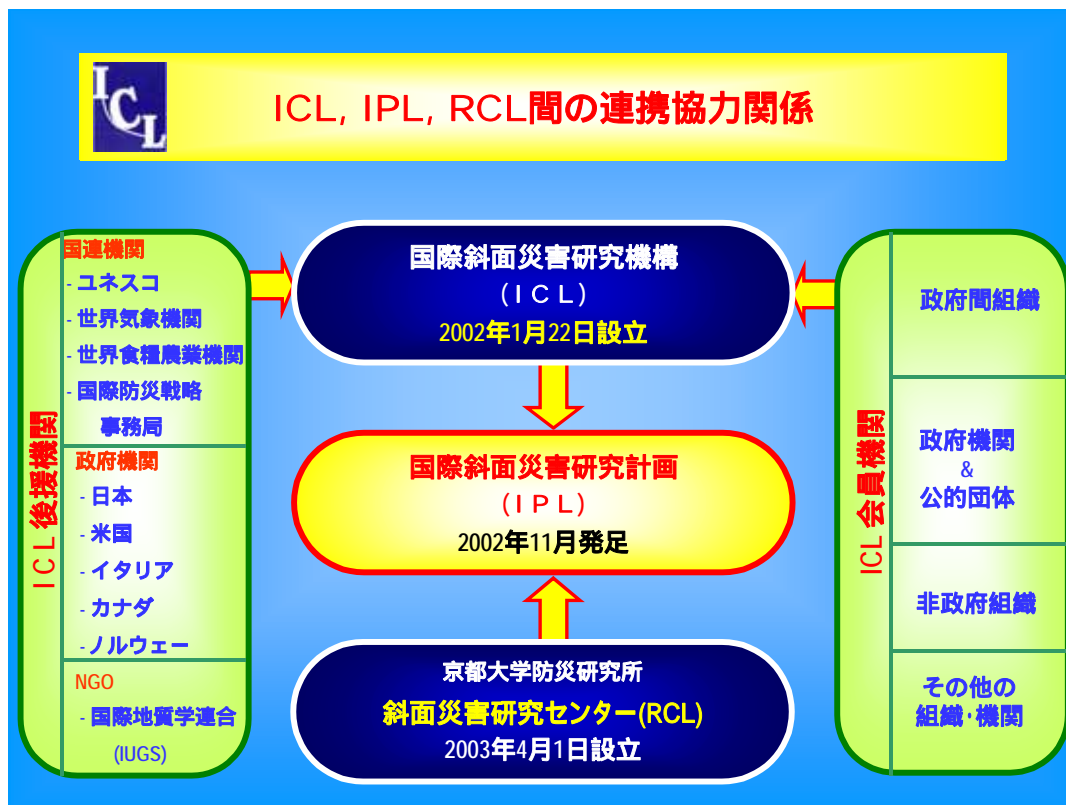 ICL
ICL, IPL, RCL間の連携協力関係
ICL 後援機関
国連機関
- ユネスコ
- 世界気象機関
- 世界食糧農業機関
- 国際防災戦略
事務局
政府機関
- 日本
- 米国
- イタリア
- カナダ
- ノルウェー
NGO
- 国際地質学連合
(IUGS)
国際斜面災害研究機構
(ICL)
2002年1月22日設立
国際斜面災害研究計画
(IPL)
2002年11月発足
京都大学防災研究所
斜面災害研究センター(RCL)
2003年4月1日設立
ICL 会員機関
政府間組織
政府機関
&
公的団体
非政府組織
その他の
組織・機関